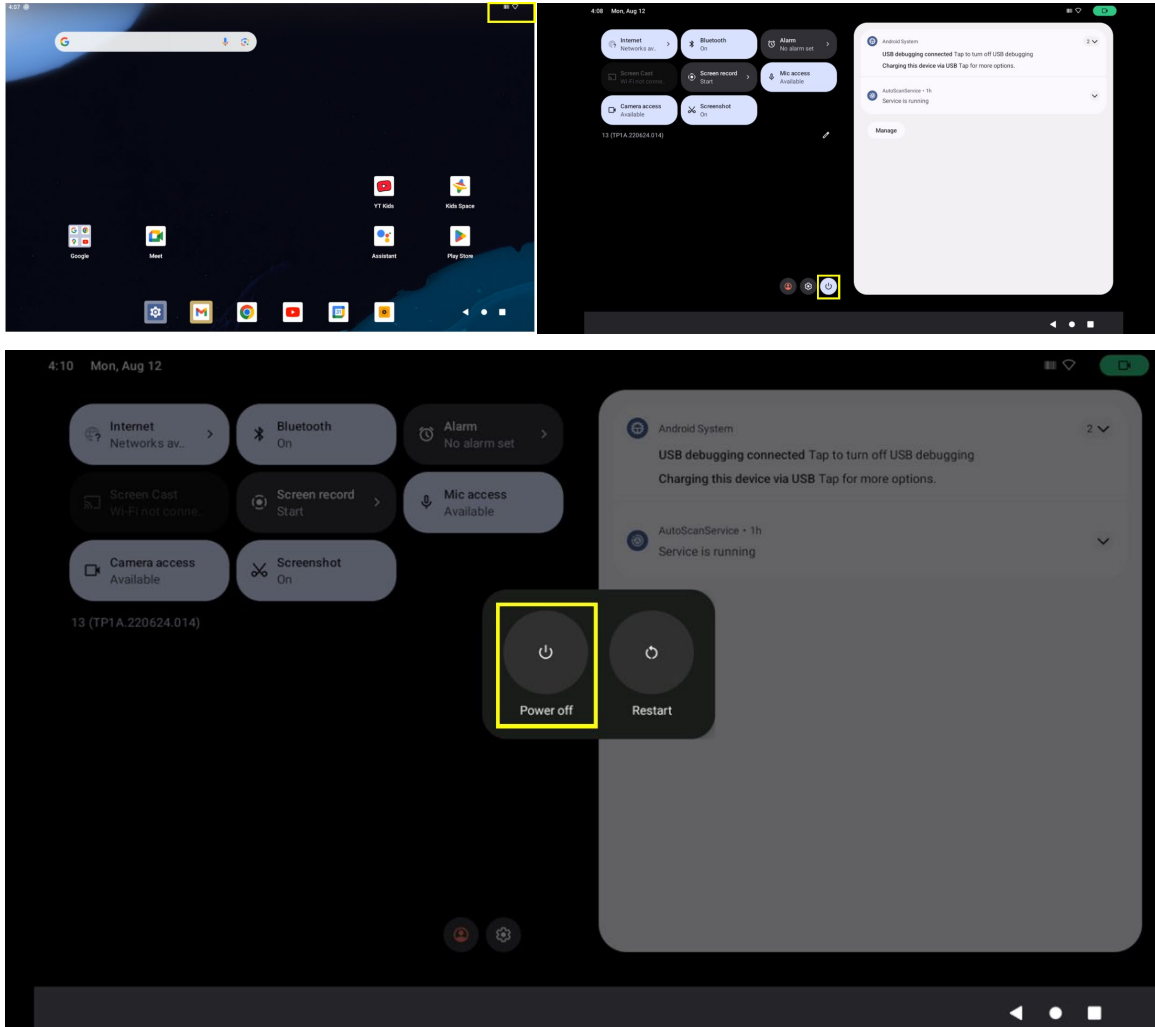 4:07
YT Kids
Kids Space
Google
Meet
Assistant
Play Store
4:08 Mon, Aug 12
Internet
Networks av..
Bluetooth
On
Alarm
No alarm set
Screen Cast
Wi-Fi not conne..
Screen record
Start
Mic access
Available
Camera access
Available
Screenshot
On
13 (TP1A.220624.014)
Android System
2
USB debugging connected Tap to turn off USB debugging
Charging this device via USB Tap for more options.
AutoScanService • 1h
Service is running
Manage
4:10 Mon, Aug 12
Internet
Networks av..
Bluetooth
On
Alarm
No alarm set
Screen Cast
Wi-Fi not conne..
Screen record
Start
Mic access
Available
Camera access
Available
Screenshot
On
13 (TP1A.220624.014)
Android System
2
USB debugging connected Tap to turn off USB debugging
Charging this device via USB Tap for more options.
AutoScanService • 1h
Service is running
Power off
Restart